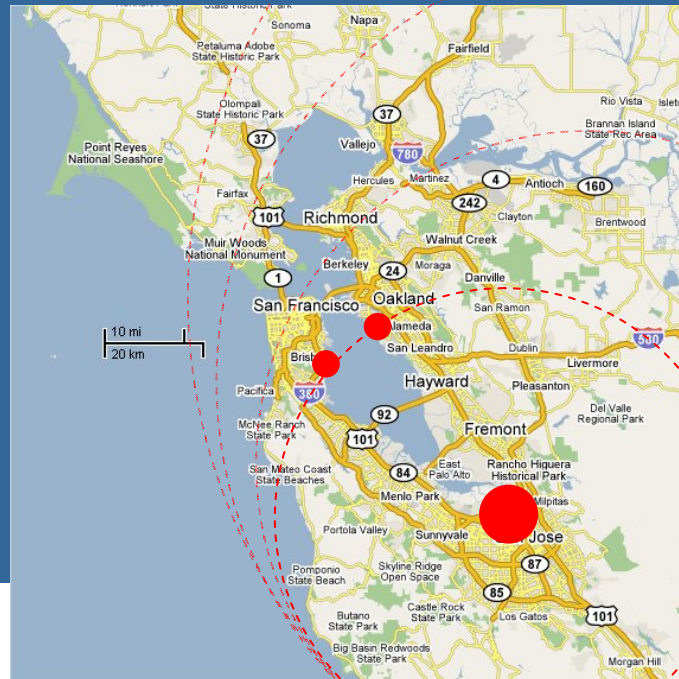 Sonoma
Napa
State Historic Park
Petaluma Adobe
State Historic Park
Fairfield
Rio Vista
Olompali
State Historic Park
37
Brannan Island
State Rec Area
37
Vallejo
780
Point Reyes
National Seashore
Hercules
Martinez
4
Antioch
160
Fairfax
242
101
Richmond
Clayton
Brentwood
Muir Woods
National Monument
Walnut Creek
Berkeley
24
Moraga
1
Danville
San Francisco
Oakland
San Ramon
10 mi
20 km
Alameda
San Leandro
Dublin
580
Livermore
Hayward
Pleasanton
Pacifica
380
92
Del Valle
Regional Park
McNee Ranch
State Park
101
Fremont
San Mateo Coast
State Beaches
84
East
Palo Alto
Rancho Higuera
Historical Park
Menlo Park
Milpitas
Portola Valley
Sunnyvale
Jose
Pomponio
State Beach
Skyline Ridge
Open Space
87
85
Castle Rock
State Park
Los Gatos
101
Butano
State Park
Big Basin Redwoods
State Park
Morgan Hill